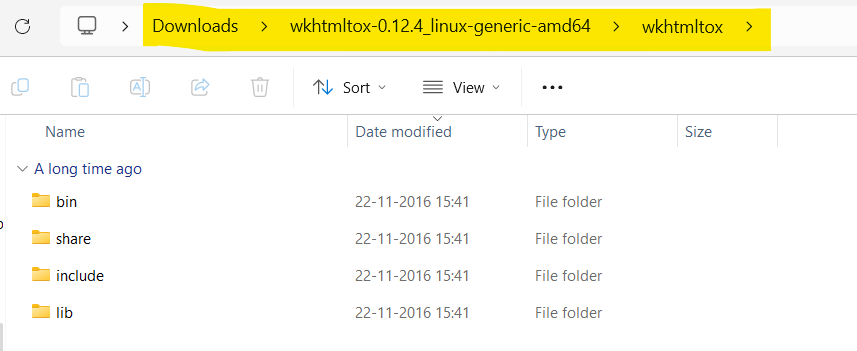 Downloads > wkhtmltox-0.12.4_linux-generic-amd64 > wkhtmltox >
Sort View ...
Name Date modified Type Size
A long time ago
bin 22-11-2016 15:41 File folder
share 22-11-2016 15:41 File folder
include 22-11-2016 15:41 File folder
lib 22-11-2016 15:41 File folder